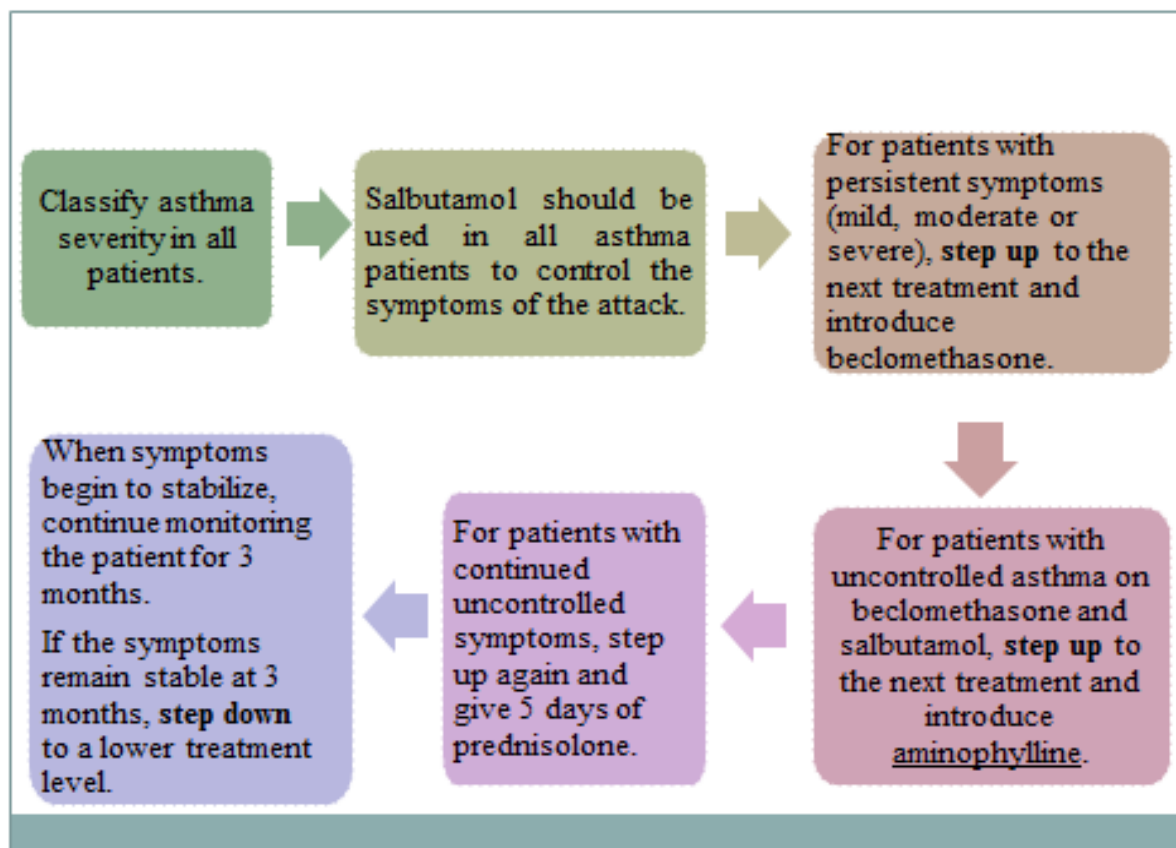 Classify asthma
severity in all
patients.
Salbutamol should be
used in all asthma
patients to control the
symptoms of the attack.
For patients with
persistent symptoms
(mild, moderate or
severe), step up to the
next treatment and
introduce
beclomethasone.
For patients with
uncontrolled asthma on
beclomethasone and
salbutamol, step up to
the next treatment and
introduce
aminophylline.
For patients with
continued
uncontrolled
symptoms, step
up again and
give 5 days of
prednisolone.
When symptoms
begin to stabilize,
continue monitoring
the patient for 3
months.
If the symptoms
remain stable at 3
months, step down
to a lower treatment
level.